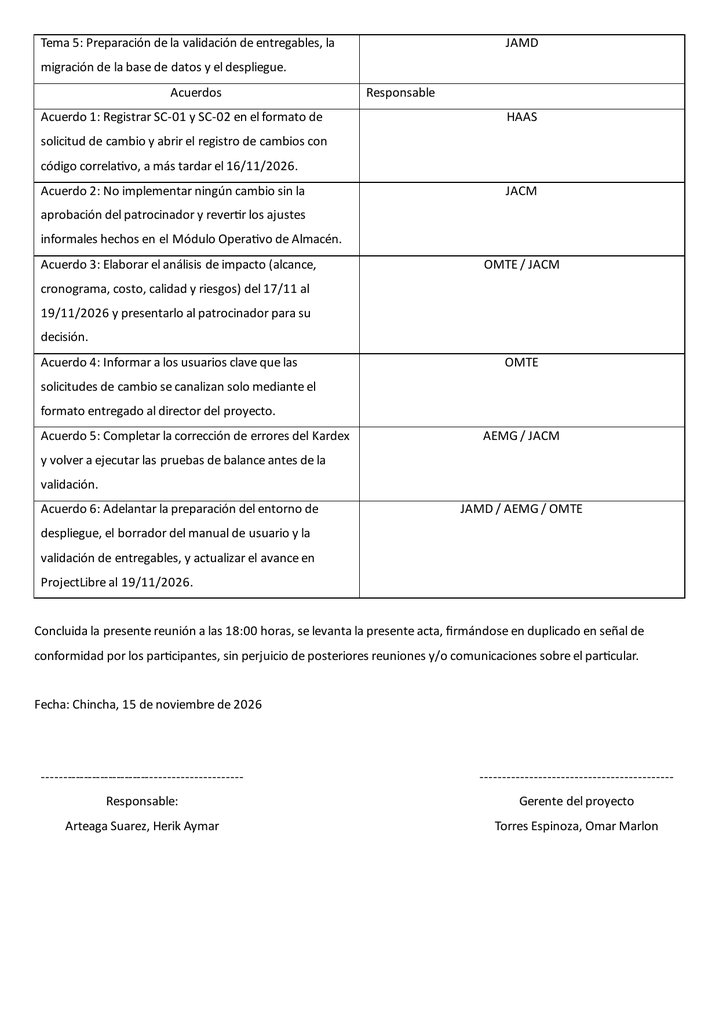 Tema 5: Preparación de la validación de entregables, la
migración de la base de datos y el despliegue.
JAMD
Acuerdos
Responsable
Acuerdo 1: Registrar SC-01 y SC-02 en el formato de
solicitud de cambio y abrir el registro de cambios con
código correlativo, a más tardar el 16/11/2026.
HAAS
Acuerdo 2: No implementar ningún cambio sin la
aprobación del patrocinador y revertir los ajustes
informales hechos en el Módulo Operativo de Almacén.
JACM
Acuerdo 3: Elaborar el análisis de impacto (alcance,
cronograma, costo, calidad y riesgos) del 17/11 al
19/11/2026 y presentarlo al patrocinador para su
decisión.
OMTE / JACM
Acuerdo 4: Informar a los usuarios clave que las
solicitudes de cambio se canalizan solo mediante el
formato entregado al director del proyecto.
OMTE
Acuerdo 5: Completar la corrección de errores del Kardex
y volver a ejecutar las pruebas de balance antes de la
validación.
AEMG / JACM
Acuerdo 6: Adelantar la preparación del entorno de
despliegue, el borrador del manual de usuario y la
validación de entregables, y actualizar el avance en
ProjectLibre al 19/11/2026.
JAMD / AEMG / OMTE
Concluida la presente reunión a las 18:00 horas, se levanta la presente acta, firmándose en duplicado en señal de
conformidad por los participantes, sin perjuicio de posteriores reuniones y/o comunicaciones sobre el particular.
Fecha: Chincha, 15 de noviembre de 2026
Responsable:
Arteaga Suarez, Herik Aymar
Gerente del proyecto
Torres Espinoza, Omar Marlon